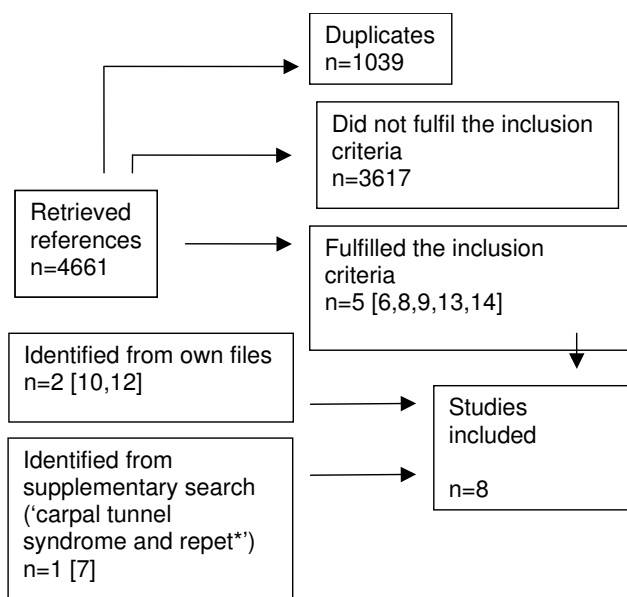 Duplicates
n=1039
Did not fulfil the inclusion
criteria
n=3617
Retrieved
references
n=4661
Fulfilled the inclusion
criteria
n=5 [6,8,9,13,14]
Identified from own files
n=2 [10,12]
Studies
included
n=8
Identified from
supplementary search
(‘carpal tunnel
syndrome and repet*’)
n=1 [7]